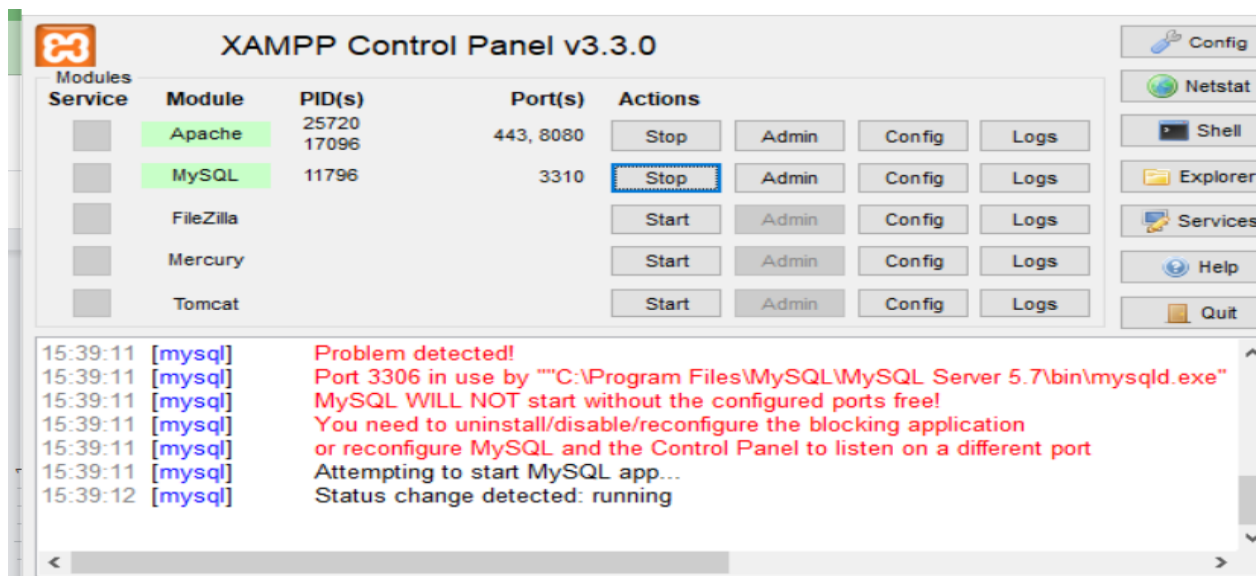 XAMPP Control Panel v3.3.0
Config
Modules
Netstat
Service Module PID(s) Port(s) Actions
Apache 25720 443, 8080 Stop Admin Config Logs
17096
Shell
MySQL 11796 3310 Stop Admin Config Logs
Explorer
FileZilla Start Admin Config Logs
Services
Mercury Start Admin Config Logs
Help
Tomcat Start Admin Config Logs
Quit
15:39:11 [mysql] Problem detected!
15:39:11 [mysql] Port 3306 in use by ""C:\Program Files\MySQL\MySQL Server 5.7\bin\mysqld.exe"
15:39:11 [mysql] MySQL WILL NOT start without the configured ports free!
15:39:11 [mysql] You need to uninstall/disable/reconfigure the blocking application
15:39:11 [mysql] or reconfigure MySQL and the Control Panel to listen on a different port
15:39:11 [mysql] Attempting to start MySQL app...
15:39:12 [mysql] Status change detected: running